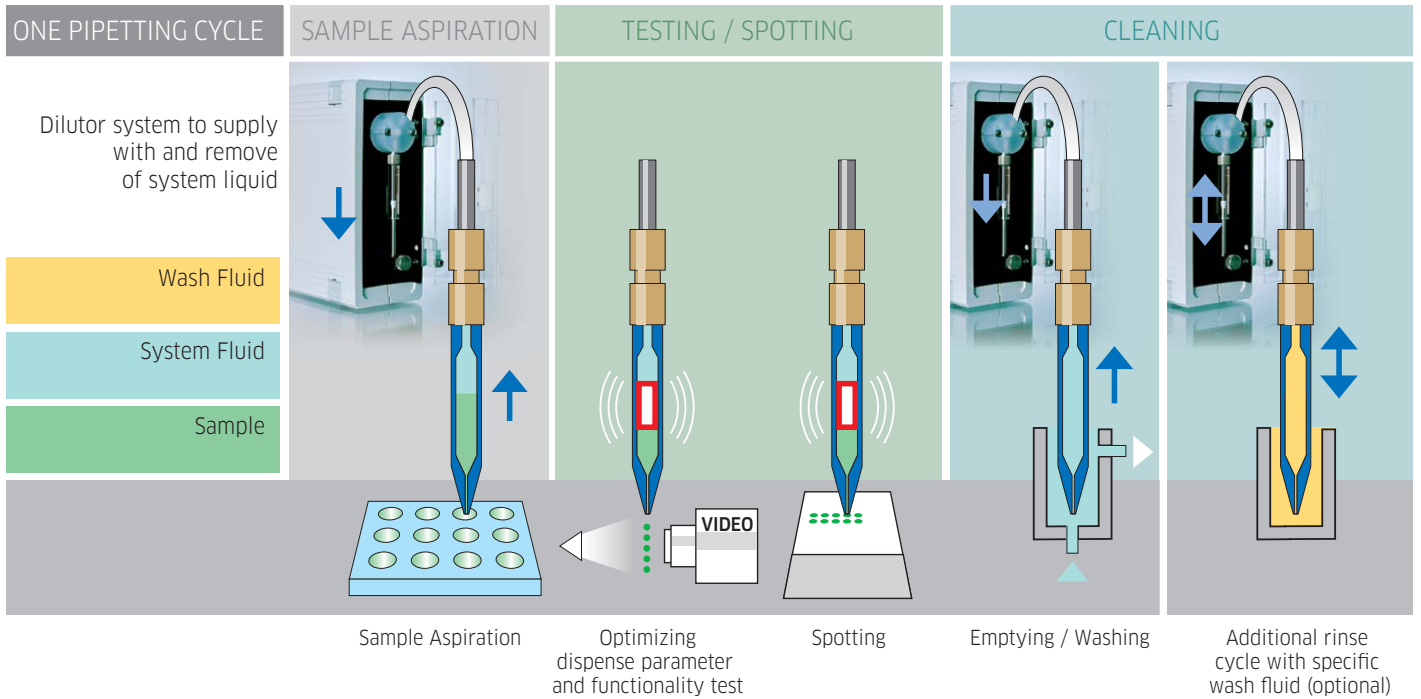 ONE PIPETTING CYCLE
SAMPLE ASPIRATION
TESTING / SPOTTING
CLEANING
Dilutor system to supply
with and remove
of system liquid
Wash Fluid
System Fluid
Sample
VIDEO
Sample Aspiration
Optimizing
dispense parameter
and functionality test
Spotting
Emptying / Washing
Additional rinse
cycle with specific
wash fluid (optional)